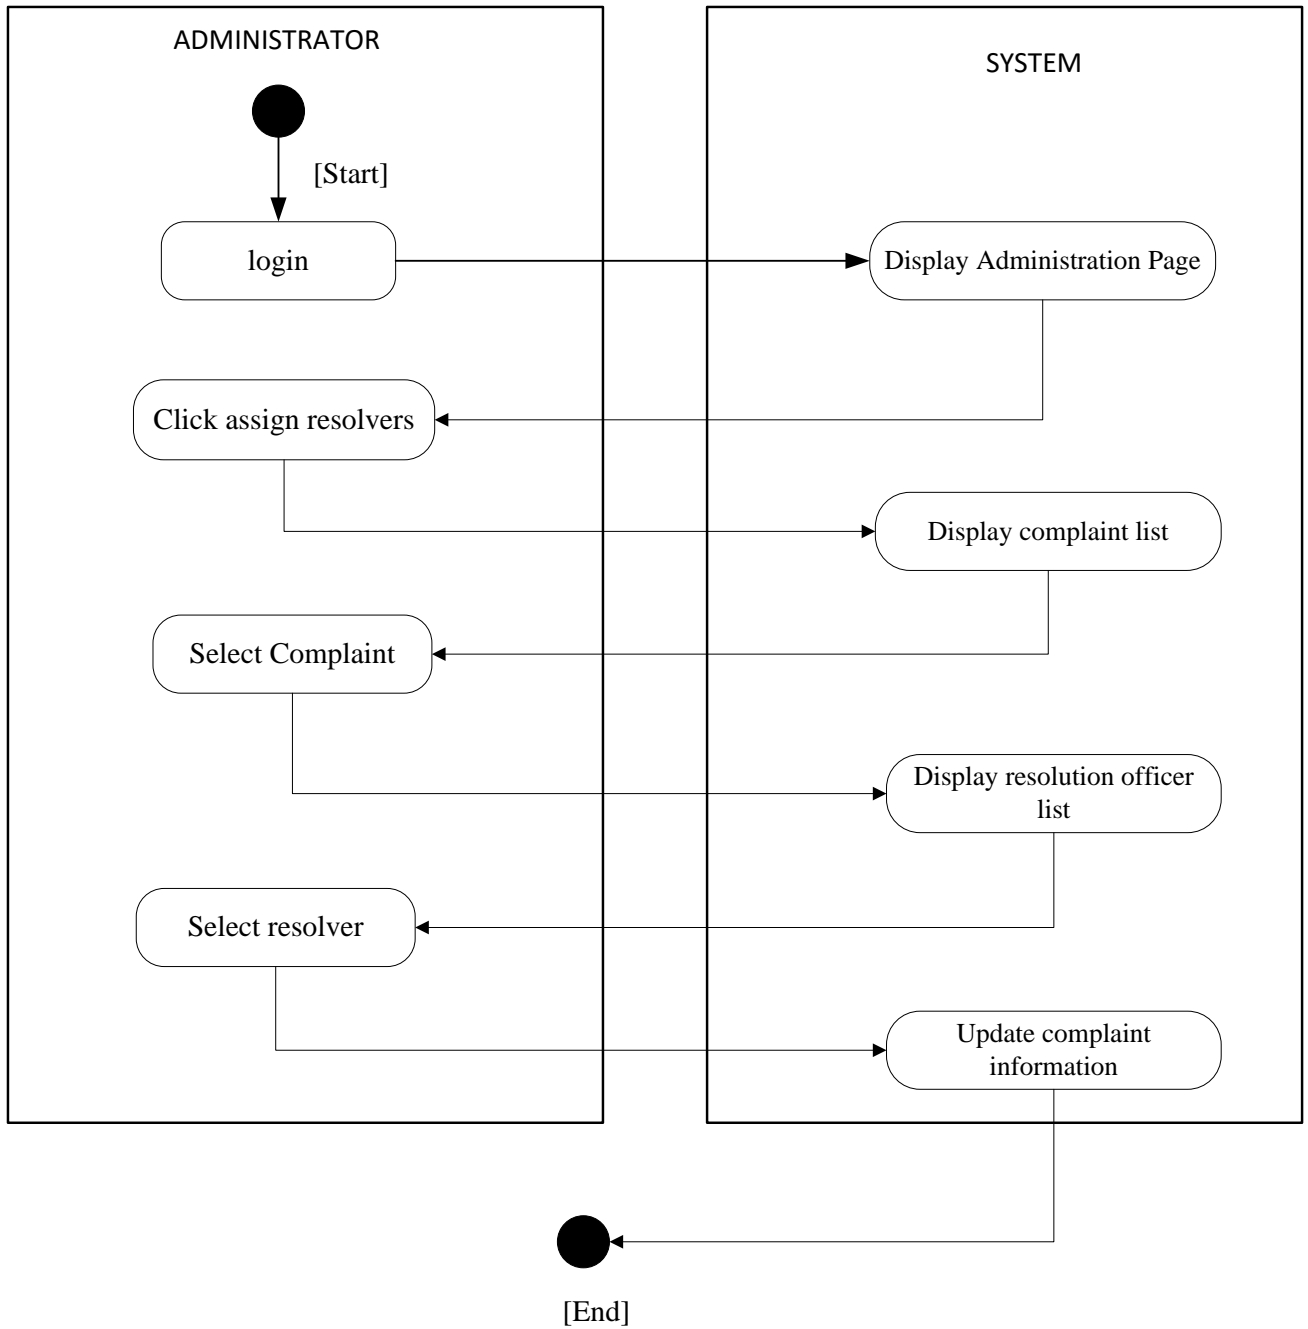 ADMINISTRATOR
SYSTEM
[Start]
login
Display Administration Page
Click assign resolvers
Display complaint list
Select Complaint
Display resolution officer
list
Select resolver
Update complaint
information
[End]